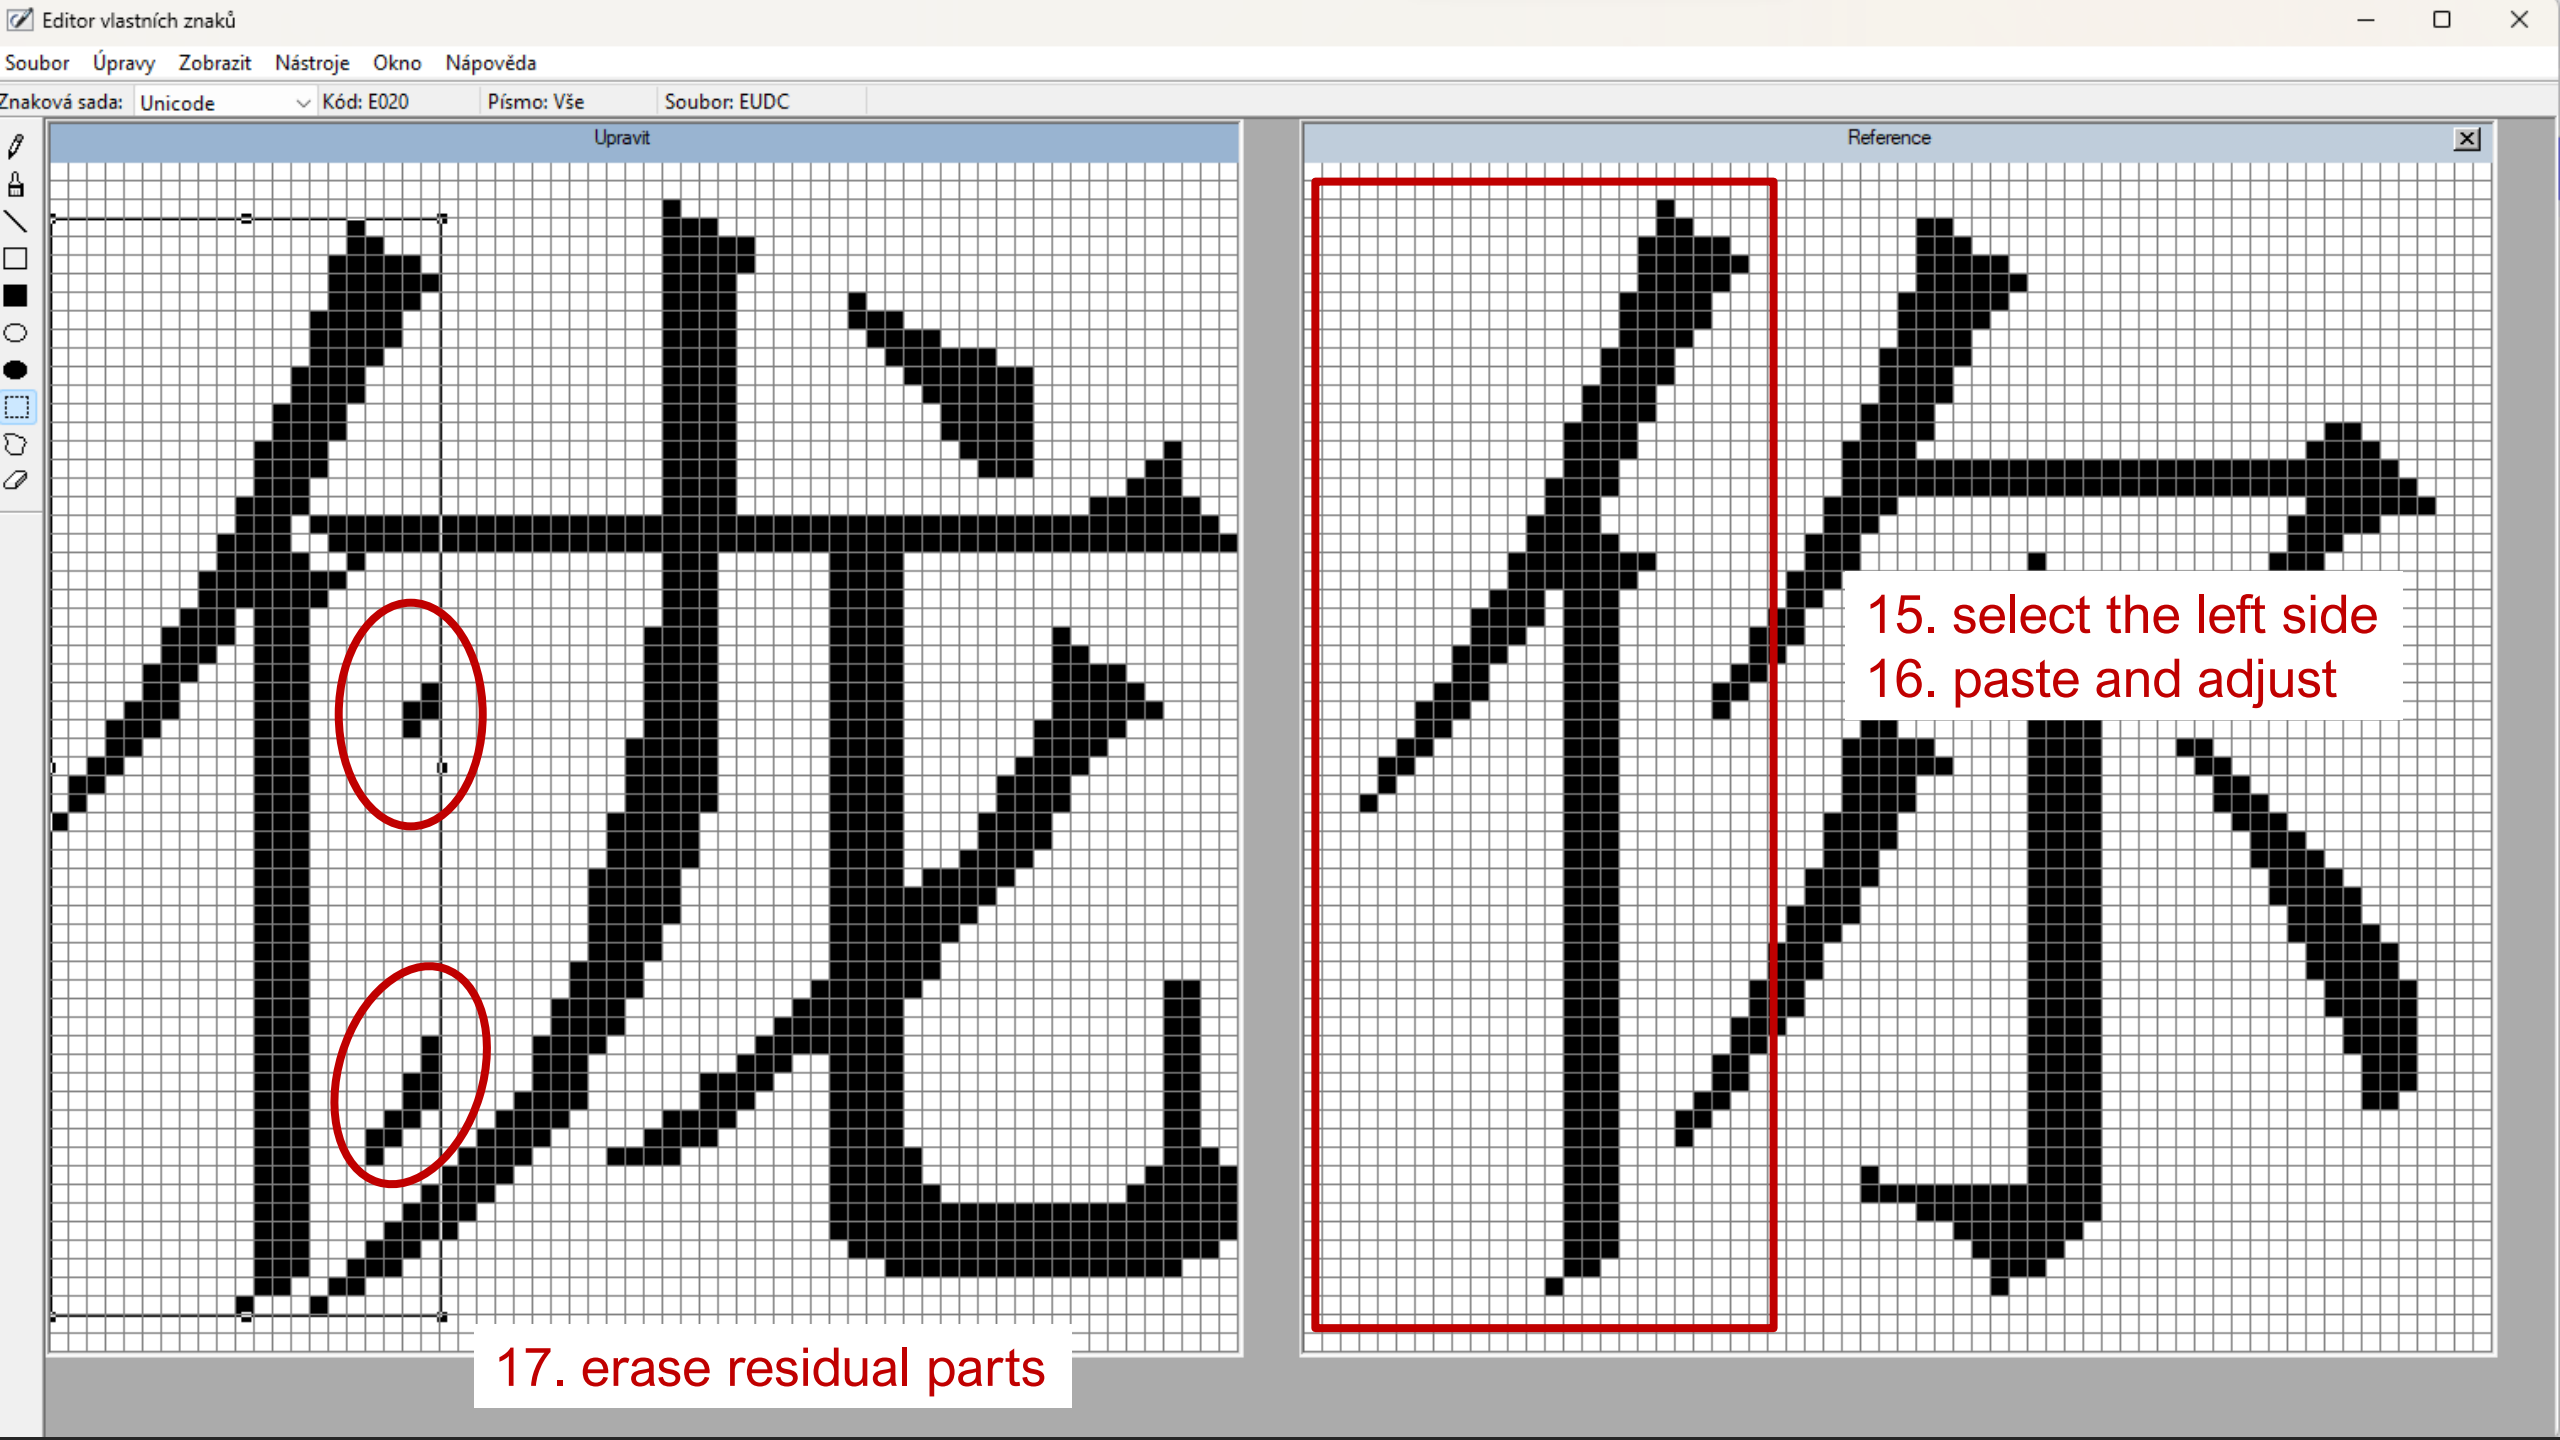 Editor vlastních znaků
Soubor Úpravy Zobrazit Nástroje Okno Nápověda
Znaková sada: Unicode Kód: E020 Písmo: Vše Soubor: EUDC
Upravit
Reference
你
15. select the left side
16. paste and adjust
17. erase residual parts